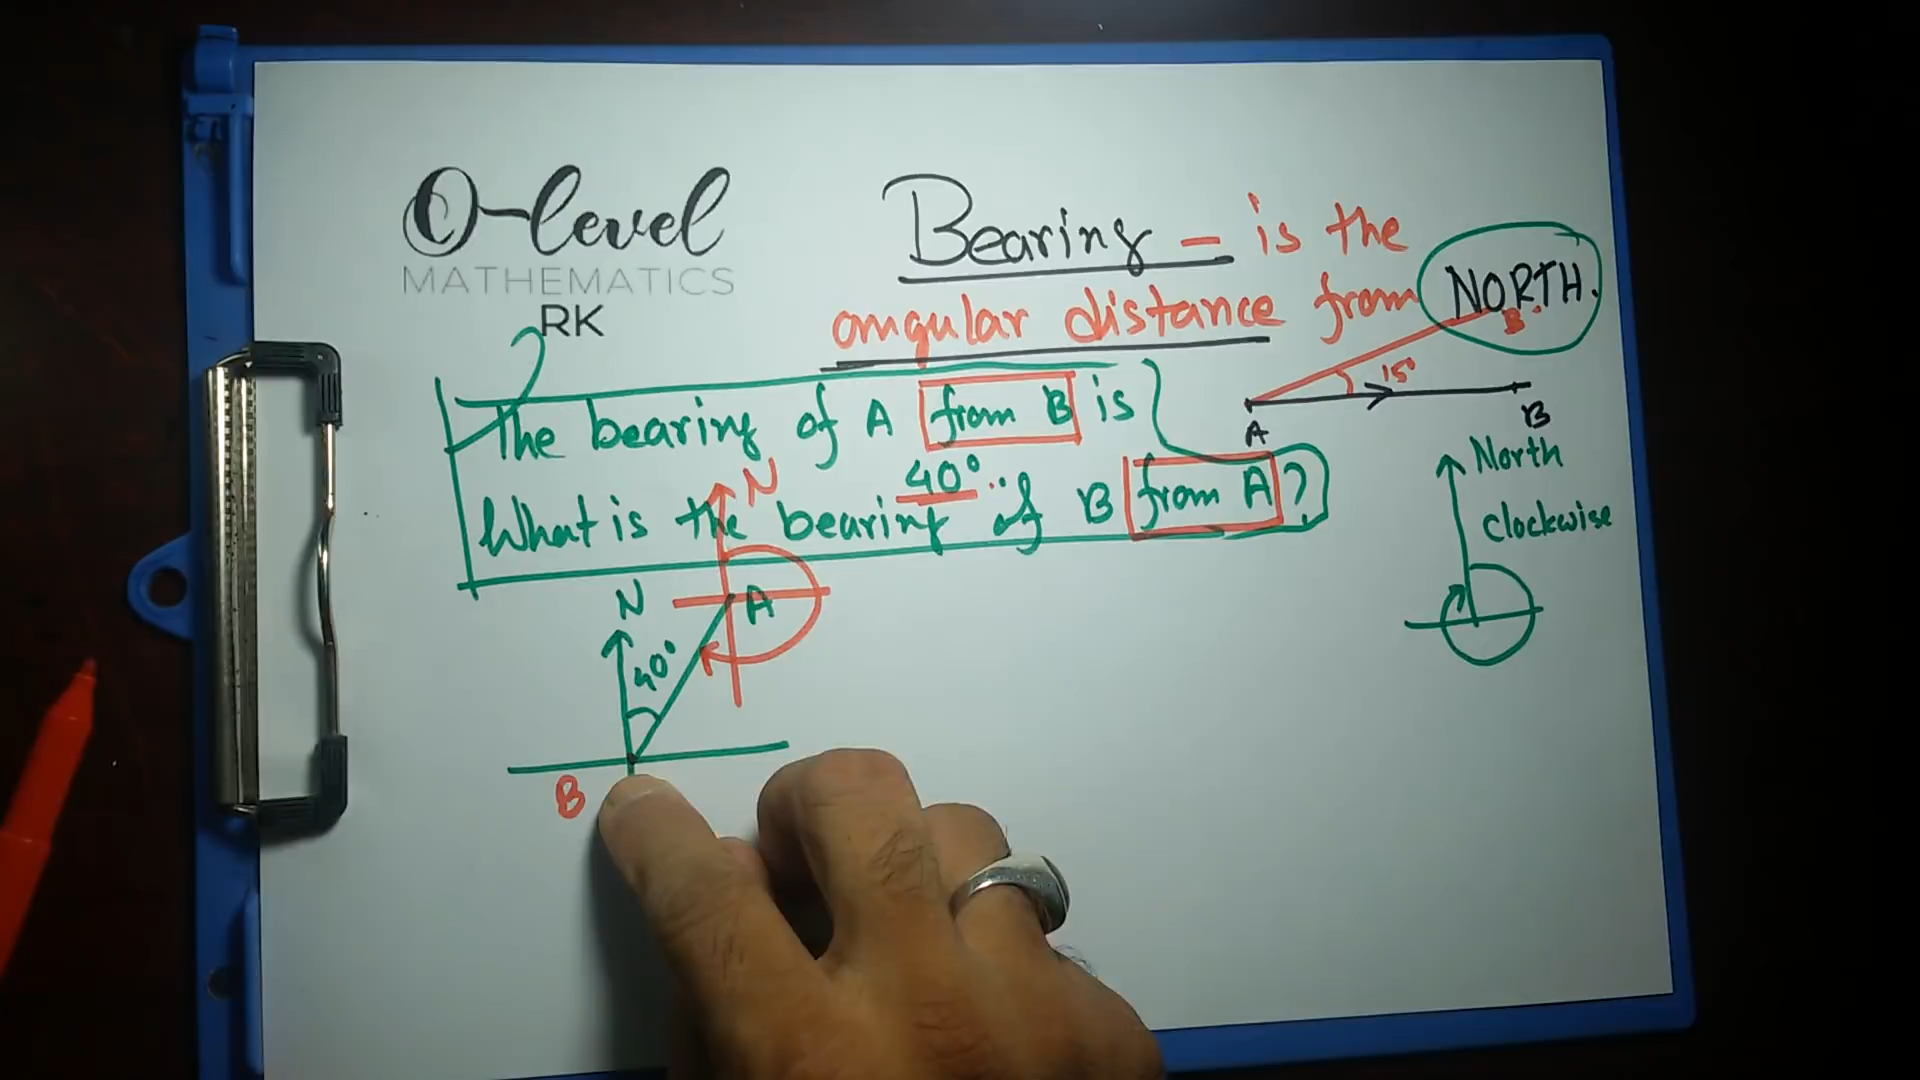 O-level
MATHEMATICS
RK
Bearing - is the
angular distance from NORTH.
B
15°
A
B
The bearing of A from B is
40°
What is the bearing of B from A?
N
North
clockwise
N
A
40°
B